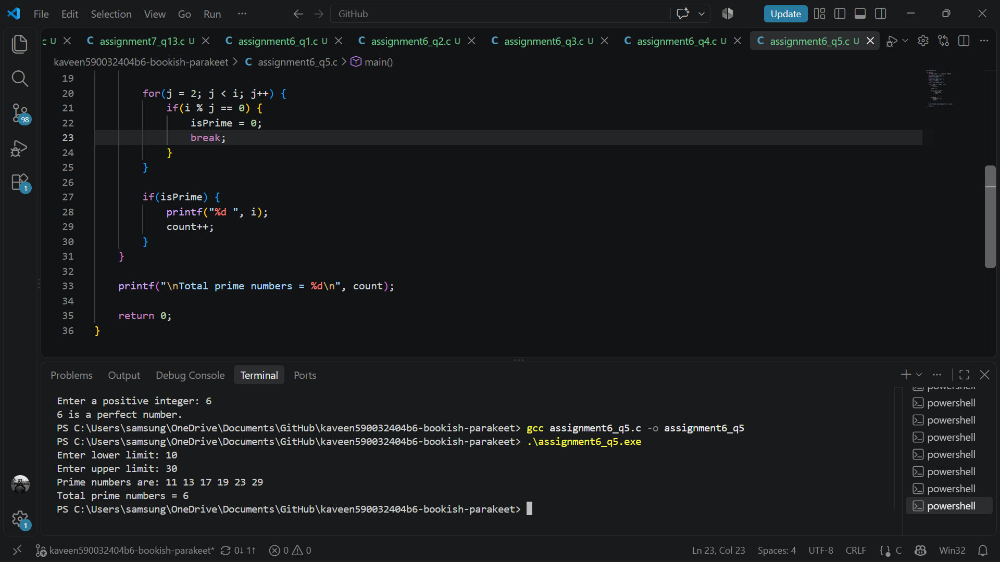 File Edit Selection View Go Run ··· GitHub Update
c U assignment7_q13.c U C assignment6_q1.c U C assignment6_q2.c U C assignment6_q3.c U C assignment6_q4.c U C assignment6_q5.c U
kaveen590032404b6-bookish-parakeet > C assignment6_q5.c > main()
19
20 for(j = 2; j < i; j++) {
21 if(i % j == 0) {
22 isPrime = 0;
23 break;
24 }
25 }
26
27 if(isPrime) {
28 printf("%d ", i);
29 count++;
30 }
31 }
32
33 printf("\nTotal prime numbers = %d\n", count);
34
35 return 0;
36 }
98
1
Problems Output Debug Console Terminal Ports
Enter a positive integer: 6
6 is a perfect number.
PS C:\Users\samsung\OneDrive\Documents\GitHub\kaveen590032404b6-bookish-parakeet> gcc assignment6_q5.c -o assignment6_q5
PS C:\Users\samsung\OneDrive\Documents\GitHub\kaveen590032404b6-bookish-parakeet> .\assignment6_q5.exe
Enter lower limit: 10
Enter upper limit: 30
Prime numbers are: 11 13 17 19 23 29
Total prime numbers = 6
PS C:\Users\samsung\OneDrive\Documents\GitHub\kaveen590032404b6-bookish-parakeet>
powershell
powershell
powershell
powershell
powershell
powershell
powershell
powershell
1
kaveen590032404b6-bookish-parakeet* 0↓ 1↑ 0 0 Ln 23, Col 23 Spaces: 4 UTF-8 CRLF { } C Win32